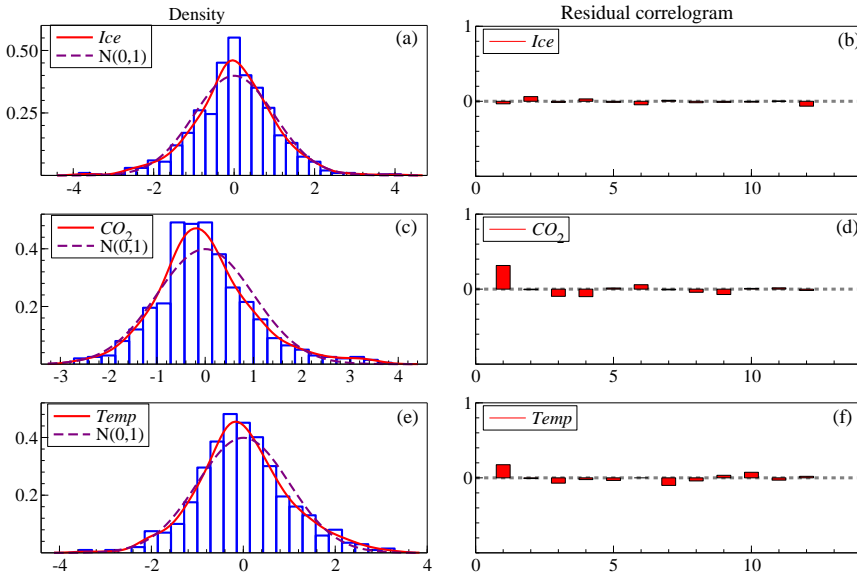 Density
Residual correlogram
Ice
N(0,1)
(a)
0.50
0.25
-4 -2 0 2 4
Ice
(b)
1
0
0 5 10
CO2
N(0,1)
(c)
0.4
0.2
-3 -2 -1 0 1 2 3 4
CO2
(d)
1
0
0 5 10
Temp
N(0,1)
(e)
0.4
0.2
-4 -2 0 2 4
Temp
(f)
1
0
0 5 10